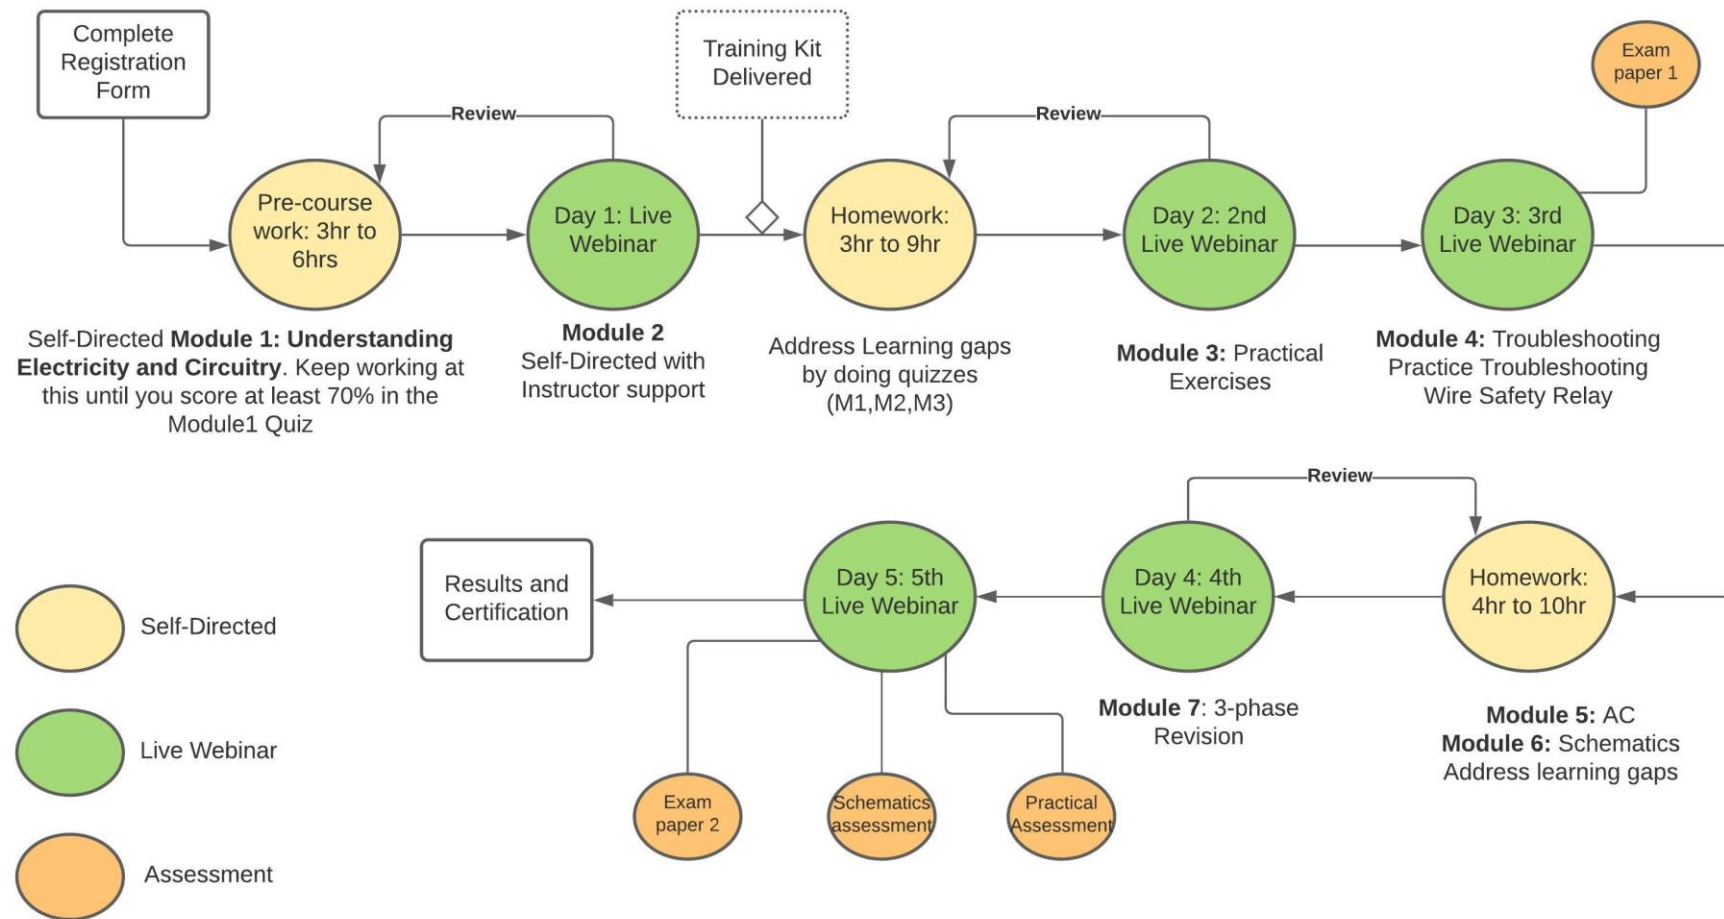 Complete
Registration
Form
Training Kit
Delivered
Exam
paper 1
Review
Review
Pre-course
work: 3hr to
6hrs
Day 1: Live
Webinar
Homework:
3hr to 9hr
Day 2: 2nd
Live Webinar
Day 3: 3rd
Live Webinar
Self-Directed Module 1: Understanding
Electricity and Circuitry. Keep working at
this until you score at least 70% in the
Module1 Quiz
Module 2
Self-Directed with
Instructor support
Address Learning gaps
by doing quizzes
(M1,M2,M3)
Module 3: Practical
Exercises
Module 4: Troubleshooting
Practice Troubleshooting
Wire Safety Relay
Review
Results and
Certification
Day 5: 5th
Live Webinar
Day 4: 4th
Live Webinar
Homework:
4hr to 10hr
Module 7: 3-phase
Revision
Module 5: AC
Module 6: Schematics
Address learning gaps
Self-Directed
Live Webinar
Assessment
Exam
paper 2
Schematics
assessment
Practical
Assessment